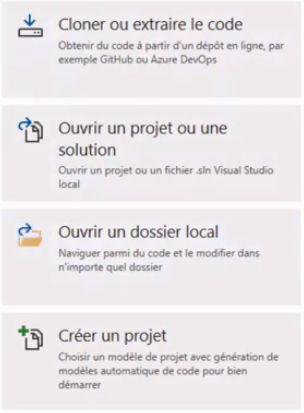 Cloner ou extraire le code
Obtenir du code à partir d'un dépôt en ligne, par
exemple GitHub ou Azure DevOps
Ouvrir un projet ou une
solution
Ouvrir un projet ou un fichier .sln Visual Studio
local
Ouvrir un dossier local
Naviguer parmi du code et le modifier dans
n'importe quel dossier
Créer un projet
Choisir un modèle de projet avec génération de
modèles automatique de code pour bien
démarrer